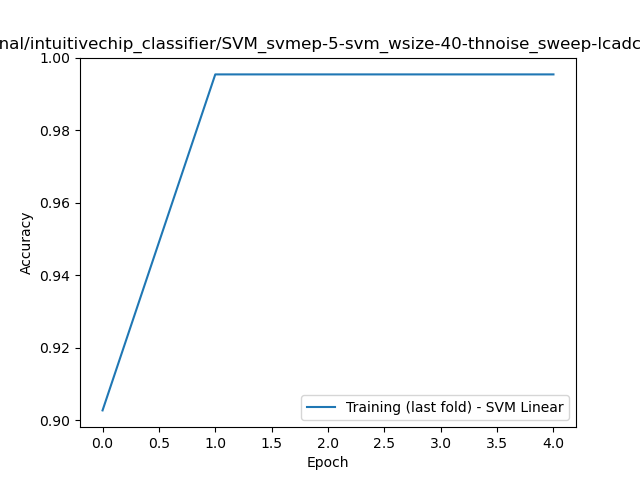 nal/intuitivechip_classifier/SVM_svmep-5-svm_wsize-40-thnoise_sweep-lcadc
1.00
0.98
0.96
0.94
0.92
0.90
Accuracy
Training (last fold) - SVM Linear
0.0 0.5 1.0 1.5 2.0 2.5 3.0 3.5 4.0
Epoch